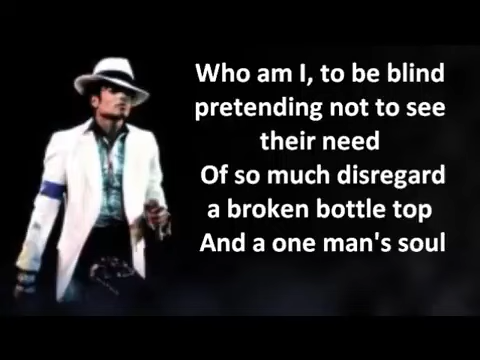 Who am I, to be blind
pretending not to see
their need
Of so much disregard
a broken bottle top
And a one man's soul